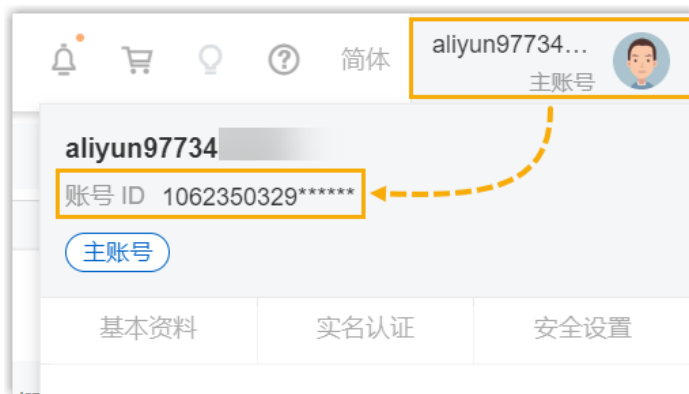 简体
aliyun97734...
主账号
aliyun97734
账号 ID 1062350329******
主账号
基本资料 实名认证 安全设置